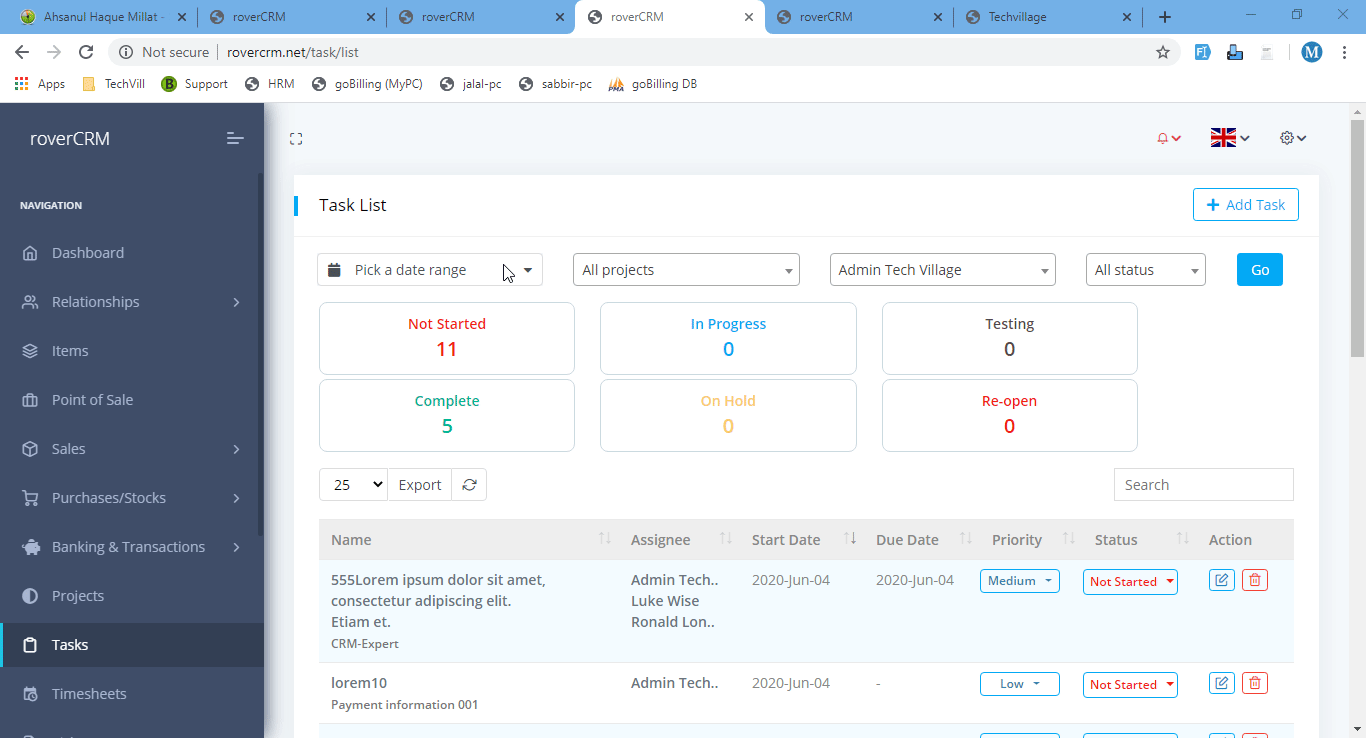 Ahsanul Haque Millat -
roverCRM
roverCRM
roverCRM
roverCRM
Techvillage
Not secure
rovercrm.net/task/list
M
Apps
TechVill
B Support
HRM
goBilling (MyPC)
jalal-pc
sabbir-pc
PMA goBilling DB
roverCRM
NAVIGATION
Dashboard
Relationships
Items
Point of Sale
Sales
Purchases/Stocks
Banking & Transactions
Projects
Tasks
Timesheets
Task List
+ Add Task
Pick a date range
All projects
Admin Tech Village
All status
Go
Not Started
11
In Progress
0
Testing
0
Complete
5
On Hold
0
Re-open
0
25
Export
Search
Name Assignee Start Date Due Date Priority Status Action
555Lorem ipsum dolor sit amet,
consectetur adipiscing elit.
Etiam et.
CRM-Expert
Admin Tech..
Luke Wise
Ronald Lon..
2020-Jun-04
2020-Jun-04
Medium
Not Started
lorem10
Payment information 001
Admin Tech..
2020-Jun-04
-
Low
Not Started